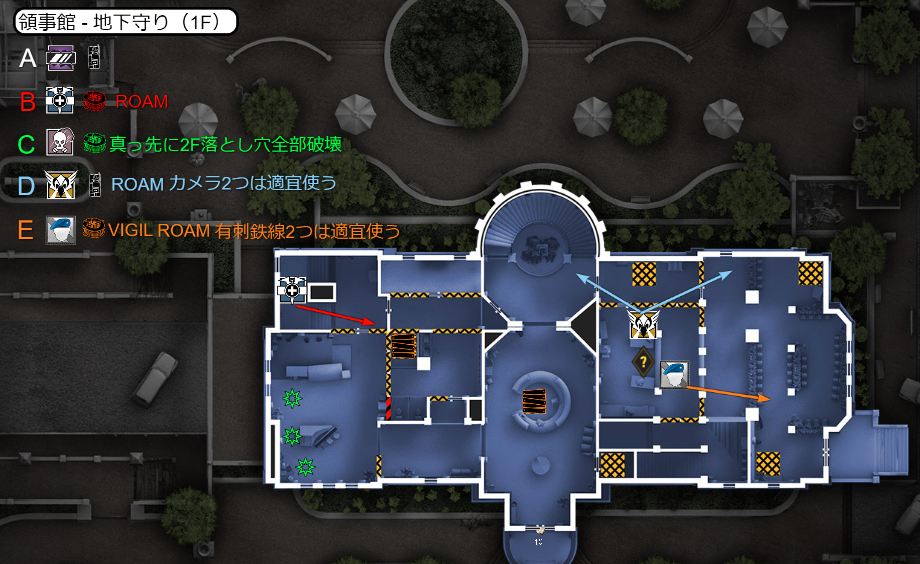 領事館 - 地下守り（1F）
A
B ROAM
C 真っ先に2F落とし穴全部破壊
D ROAM カメラ2つは適宜使う
E VIGIL ROAM 有刺鉄線2つは適宜使う
?